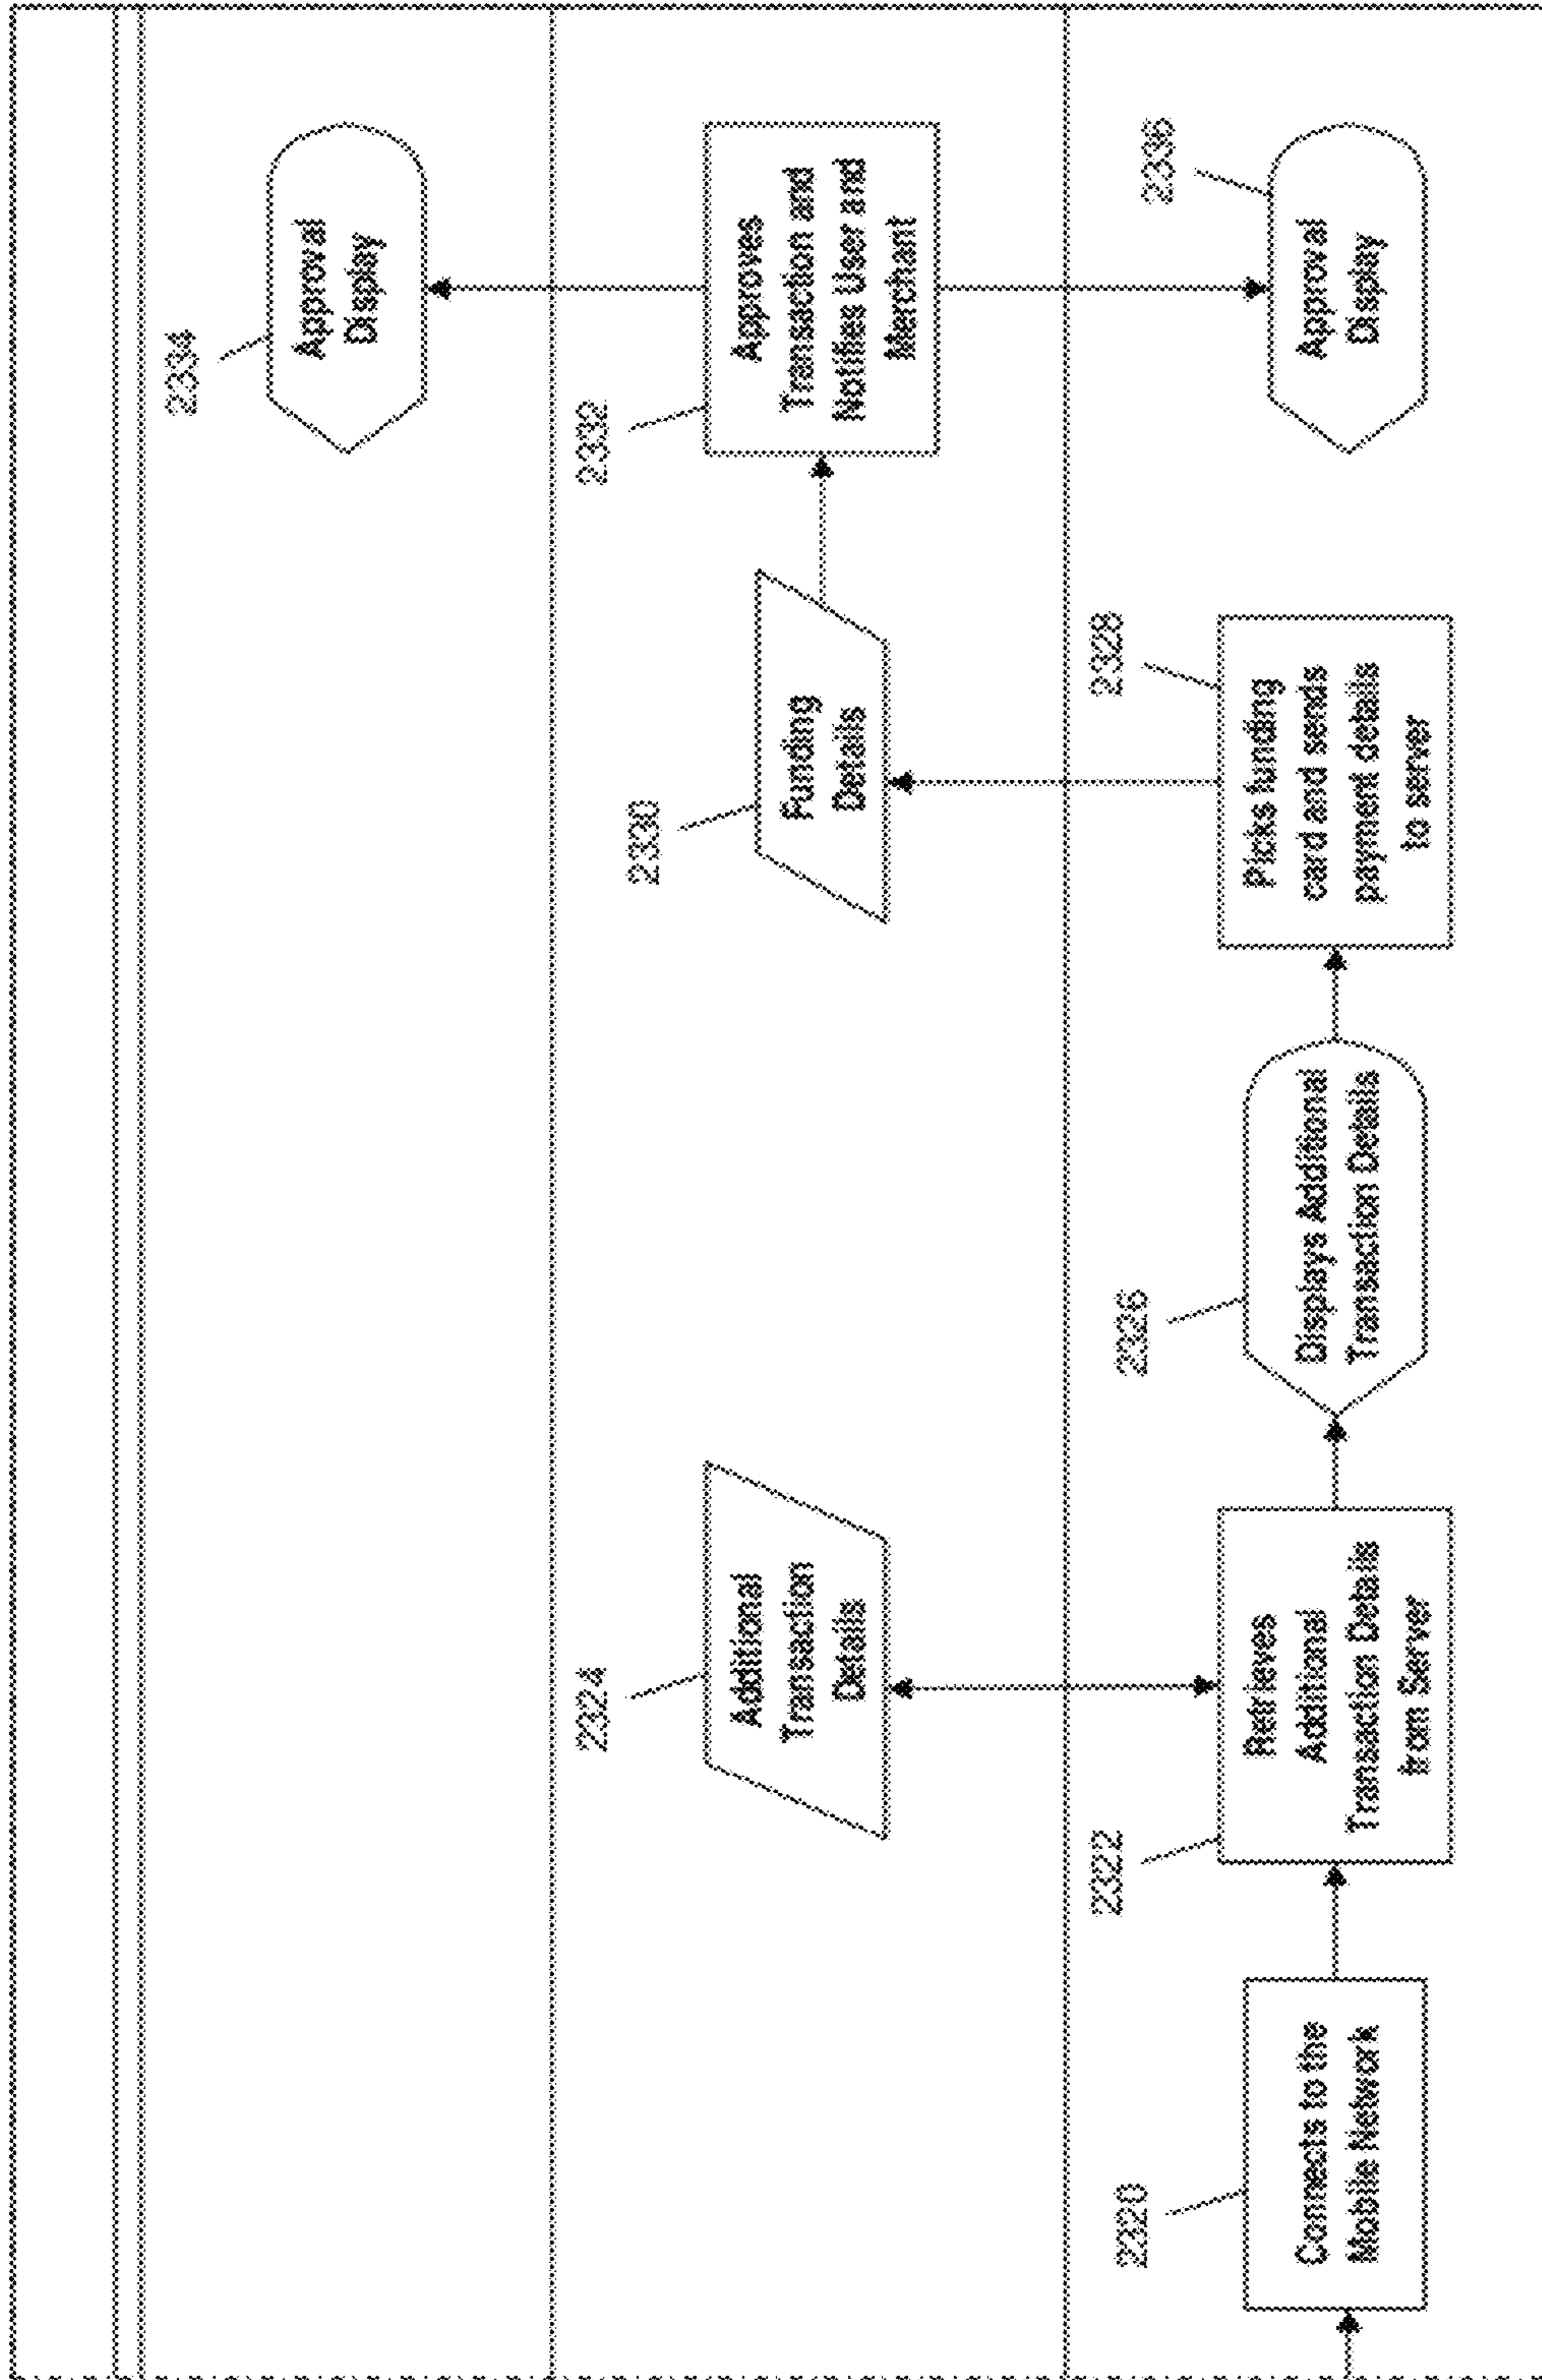 2334
Approval
Display
2332
Approves
Transaction and
Notifies User and
Merchant
2330
Funding
Details
2324
Additional
Transaction
Details
2320
Connects to the
Mobile Network
2322
Retrieves
Additional
Transaction Details
from Server
2326
Displays Additional
Transaction Details
2328
Picks funding
card and sends
payment details
to server
2336
Approval
Display